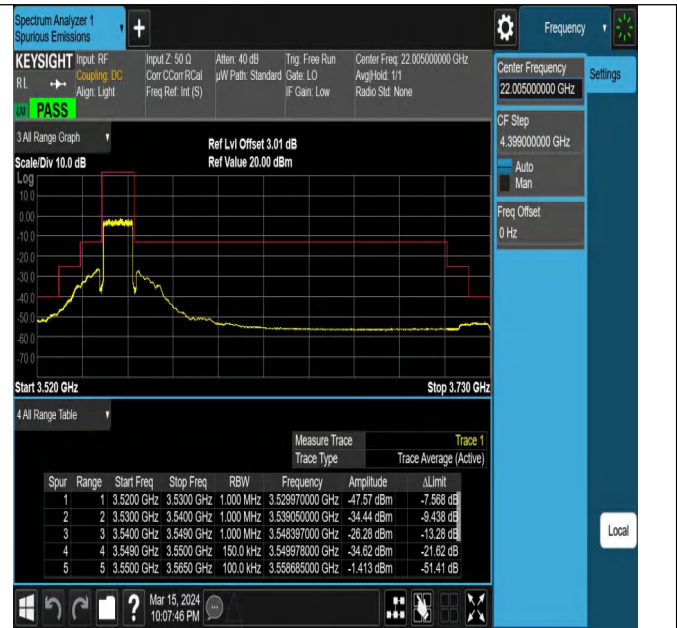 Spectrum Analyzer 1
Spurious Emissions
+
Frequency
KEYSIGHT Input: RF Input Z: 50 Ω Atten: 40 dB Trig: Free Run Center Freq: 22.005000000 GHz
RL Coupling: DC Corr CCorr RCal µW Path: Standard Gate: LO Avg|Hold: 1/1
Align: Light Freq Ref: Int (S) IF Gain: Low Radio Std: None
LXI PASS
Center Frequency
22.005000000 GHz
Settings
CF Step
4.399000000 GHz
Auto
Man
Freq Offset
0 Hz
3 All Range Graph
Ref Lvl Offset 3.01 dB
Scale/Div 10.0 dB Ref Value 20.00 dBm
Log
10.0
0.00
-10.0
-20.0
-30.0
-40.0
-50.0
-60.0
-70.0
Start 3.520 GHz Stop 3.730 GHz
4 All Range Table
Measure Trace Trace 1
Trace Type Trace Average (Active)
Spur Range Start Freq Stop Freq RBW Frequency Amplitude ΔLimit
1 1 3.5200 GHz 3.5300 GHz 1.000 MHz 3.529970000 GHz -47.57 dBm -7.568 dB
2 2 3.5300 GHz 3.5400 GHz 1.000 MHz 3.539050000 GHz -34.44 dBm -9.438 dB
3 3 3.5400 GHz 3.5490 GHz 1.000 MHz 3.548397000 GHz -26.28 dBm -13.28 dB
4 4 3.5490 GHz 3.5500 GHz 150.0 kHz 3.549978000 GHz -34.62 dBm -21.62 dB
5 5 3.5500 GHz 3.5650 GHz 100.0 kHz 3.558685000 GHz -1.413 dBm -51.41 dB
Local
? Mar 15, 2024
10:07:46 PM